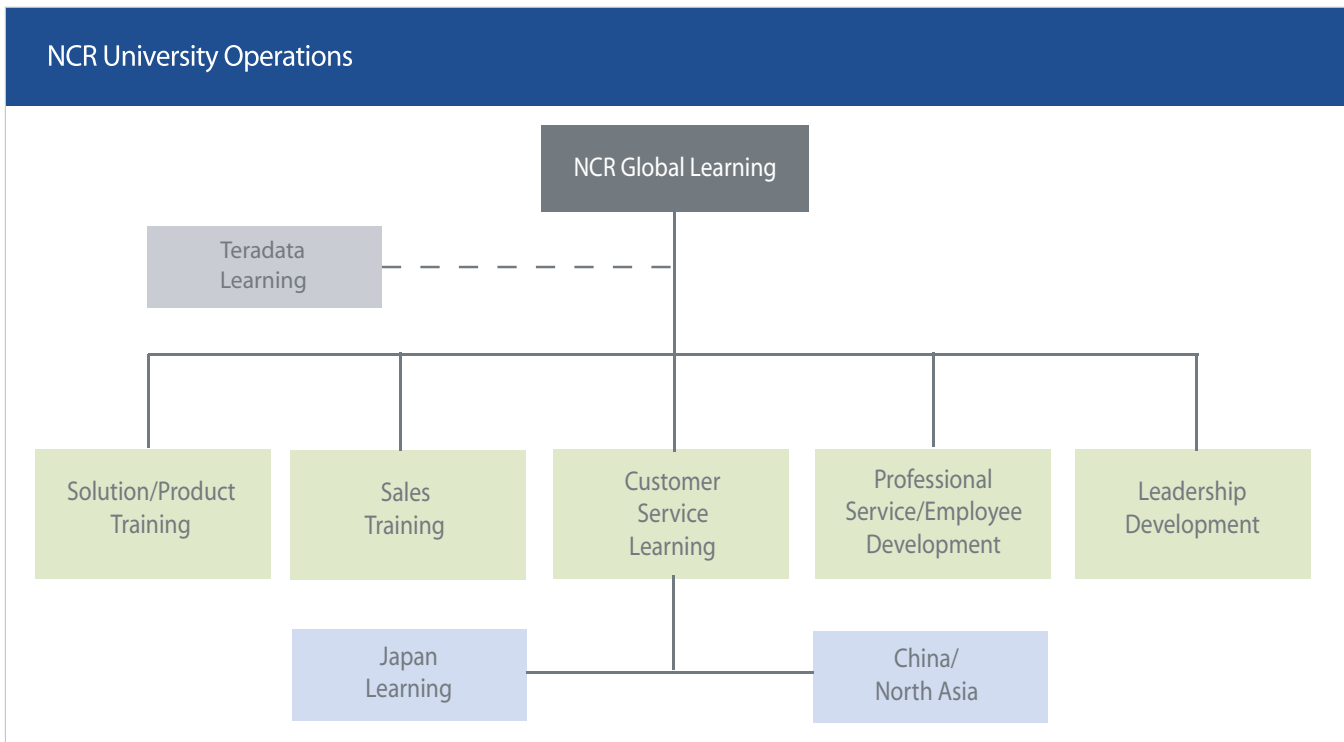 NCR University Operations
NCR Global Learning
Teradata
Learning
Solution/Product
Training
Sales
Training
Customer
Service
Learning
Professional
Service/Employee
Development
Leadership
Development
Japan
Learning
China/
North Asia